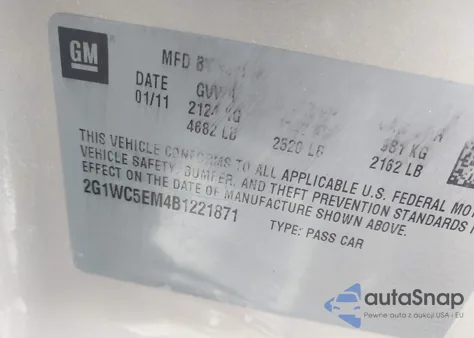 GM
MFD BY
DATE GVWR
01/11 2124 KG 981 KG
4682 LB 2520 LB 2162 LB
THIS VEHICLE CONFORMS TO ALL APPLICABLE U.S. FEDERAL MO
VEHICLE SAFETY, BUMPER, AND THEFT PREVENTION STANDARDS
EFFECT ON THE DATE OF MANUFACTURE SHOWN ABOVE.
2G1WC5EM4B1221871
TYPE: PASS CAR
autoSnap
Pewne auta z aukcji USA i EU